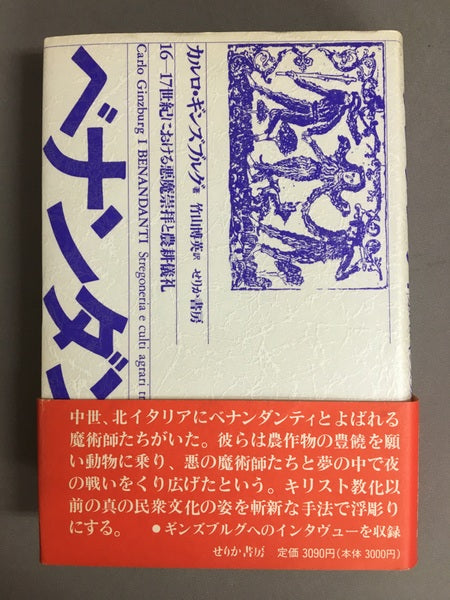 カルロ・ギンズブルグ著 竹山博英訳 せりか書房
16–17世紀における悪魔崇拝と農耕儀礼
Carlo Ginzburg I BENANDANTI Stregoneria e culti agrari tr
ベナンダン
中世、北イタリアにベナンダンティとよばれる
魔術師たちがいた。彼らは農作物の豊饒を願
い動物に乗り、悪の魔術師たちと夢の中で夜
の戦いをくり広げたという。キリスト教化以
前の真の民衆文化の姿を斬新な手法で浮彫り
にする。 ●ギンズブルグへのインタヴューを収録
せりか書房 定価 3090円(本体 3000円)